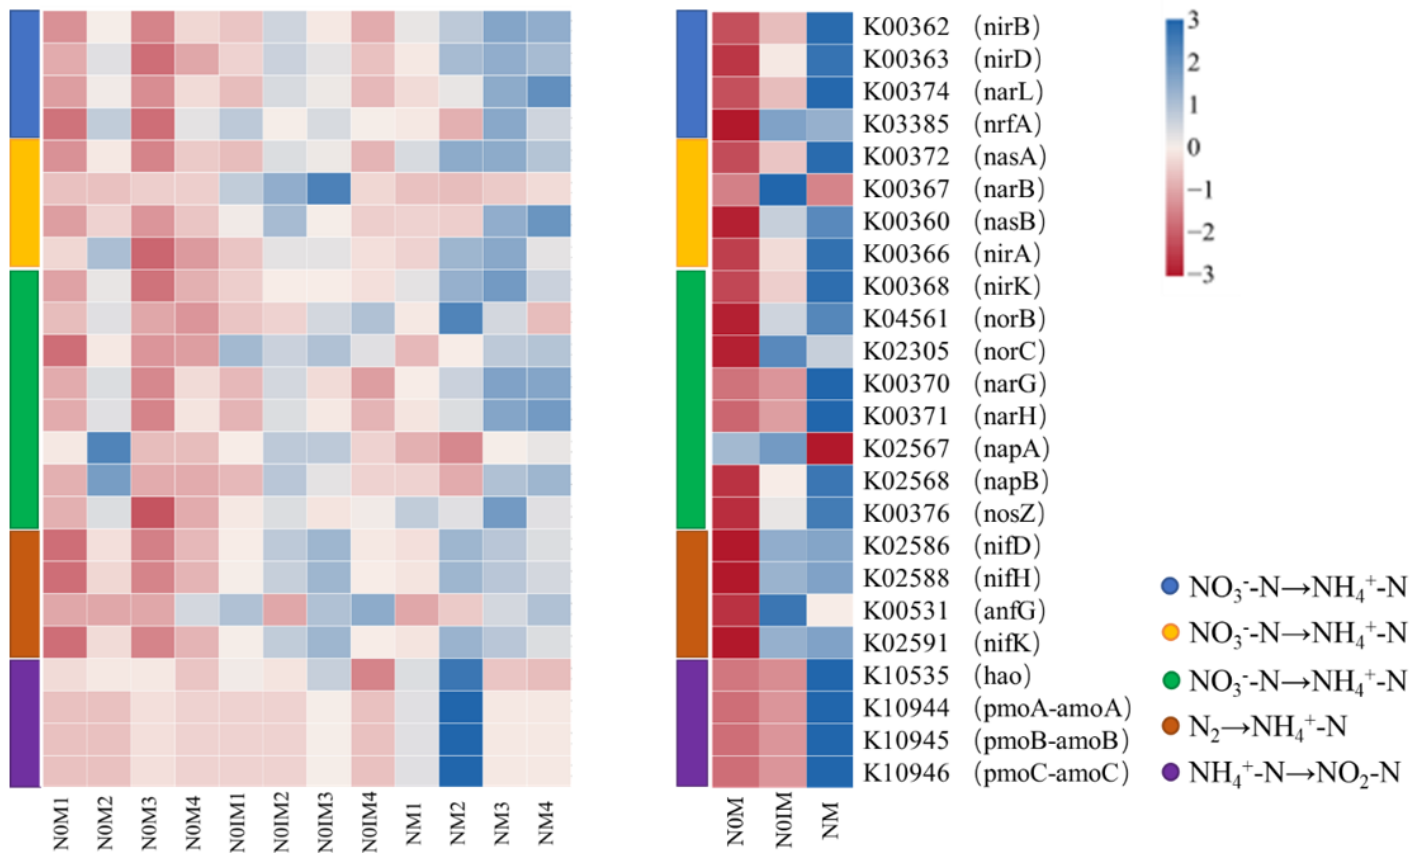 K00362 (nirB)
K00363 (nirD)
K00374 (narL)
K03385 (nrfA)
K00372 (nasA)
K00367 (narB)
K00360 (nasB)
K00366 (nirA)
K00368 (nirK)
K04561 (norB)
K02305 (norC)
K00370 (narG)
K00371 (narH)
K02567 (napA)
K02568 (napB)
K00376 (nosZ)
K02586 (nifD)
K02588 (nifH)
K00531 (anfG)
K02591 (nifK)
K10535 (hao)
K10944 (pmoA-amoA)
K10945 (pmoB-amoB)
K10946 (pmoC-amoC)
N0M1 N0M2 N0M3 N0M4 N0IM1 N0IM2 N0IM3 N0IM4 NM1 NM2 NM3 NM4
N0M N0IM NM
3
2
1
0
−1
−2
−3
NO₃⁻-N→NH₄⁺-N
NO₃⁻-N→NH₄⁺-N
NO₃⁻-N→NH₄⁺-N
N₂→NH₄⁺-N
NH₄⁺-N→NO₂-N